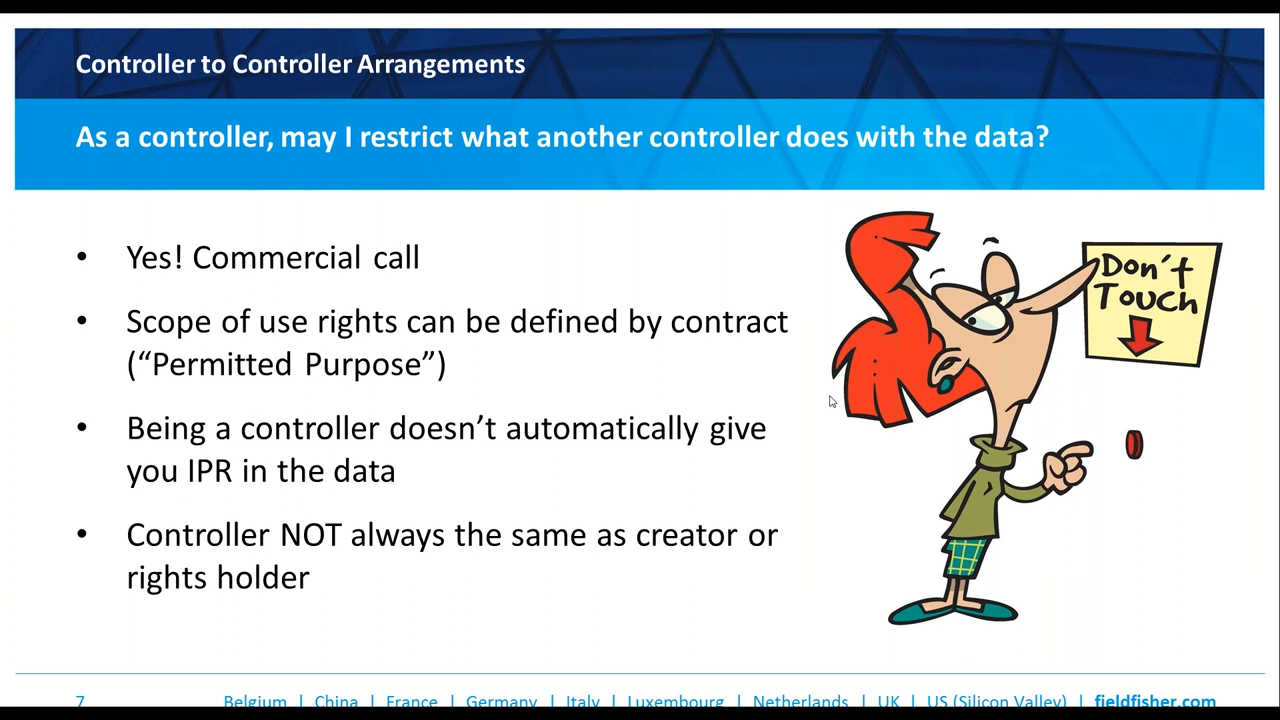 Controller to Controller Arrangements
As a controller, may I restrict what another controller does with the data?
• Yes! Commercial call
• Scope of use rights can be defined by contract
(“Permitted Purpose”)
• Being a controller doesn’t automatically give
you IPR in the data
• Controller NOT always the same as creator or
rights holder
Don't
Touch
7 Belgium | China | France | Germany | Italy | Luxembourg | Netherlands | UK | US (Silicon Valley) | fieldfisher.com